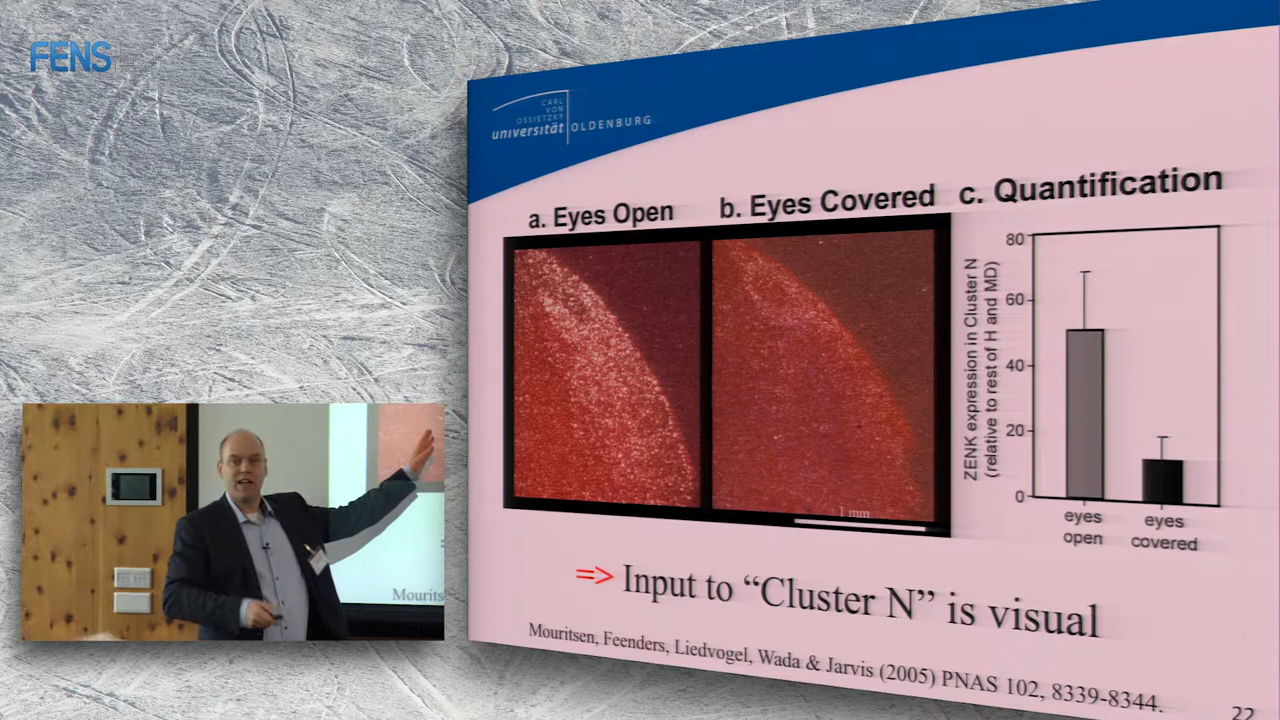 FENS
CARL
VON
OSSIETZKY
universität OLDENBURG
a. Eyes Open b. Eyes Covered c. Quantification
ZENK expression in Cluster N
(relative to rest of H and MD)
80
60
40
20
0
eyes
open
eyes
covered
1 mm
=> Input to “Cluster N” is visual
Mouritsen, Feenders, Liedvogel, Wada & Jarvis (2005) PNAS 102, 8339-8344.
22
Mourits